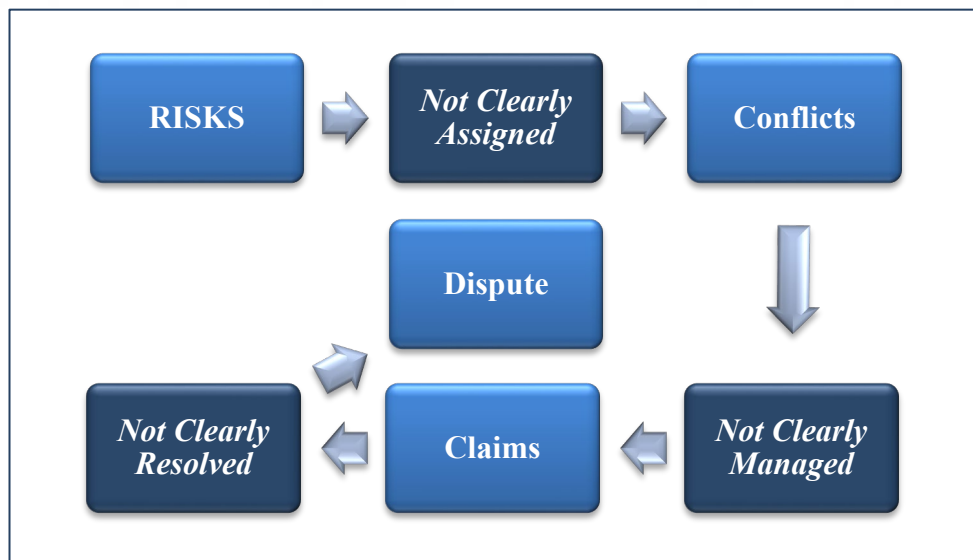 RISKS
Not Clearly
Assigned
Conflicts
Dispute
Not Clearly
Resolved
Claims
Not Clearly
Managed